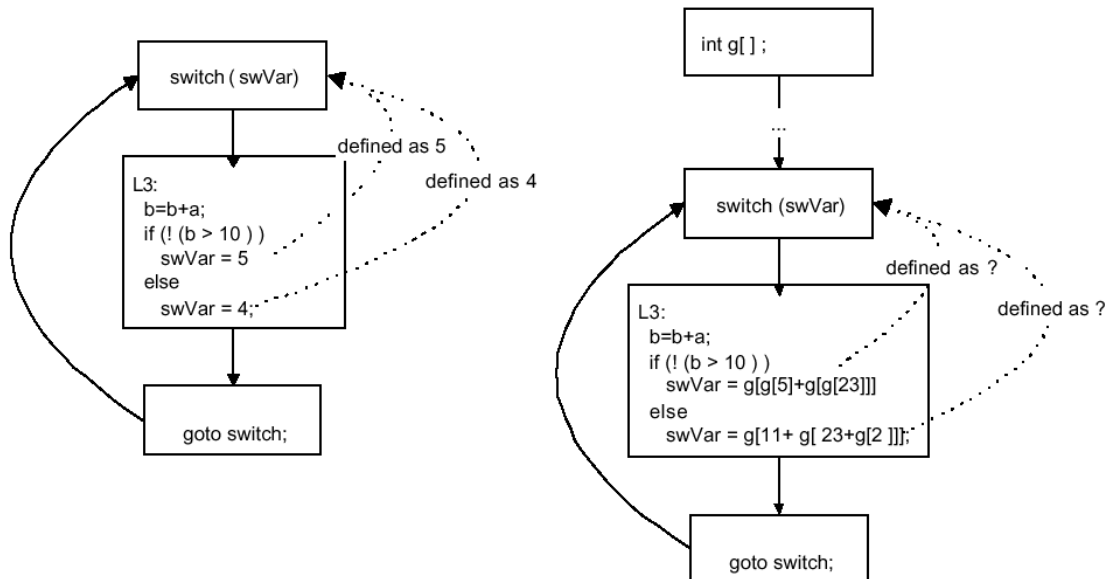 switch ( swVar)
defined as 5
defined as 4
L3:
b=b+a;
if (! (b > 10 ) )
swVar = 5
else
swVar = 4;
goto switch;
int g[ ] ;
...
switch (swVar)
defined as ?
defined as ?
L3:
b=b+a;
if (! (b > 10 ) )
swVar = g[g[5]+g[g[23]]]
else
swVar = g[11+ g[ 23+g[2 ]]];
goto switch;